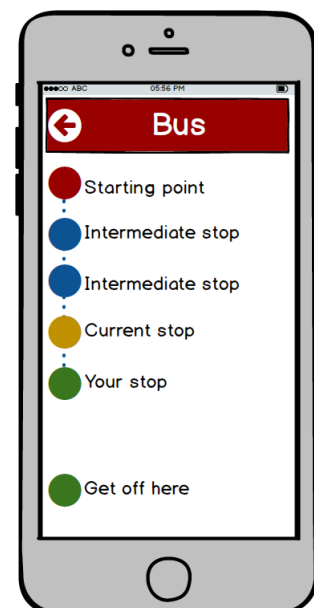 ABC 05:56 PM
Bus
Starting point
Intermediate stop
Intermediate stop
Current stop
Your stop
Get off here